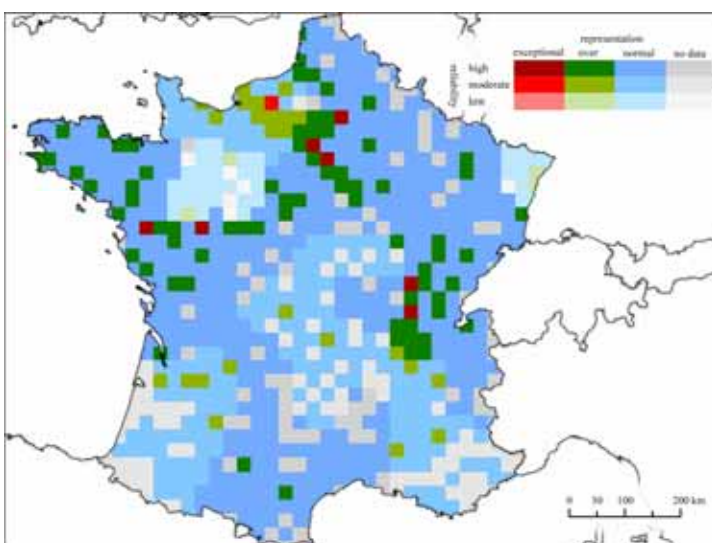 representation
exceptional over normal no data
reliability
high
moderate
low
0 50 100 200 km